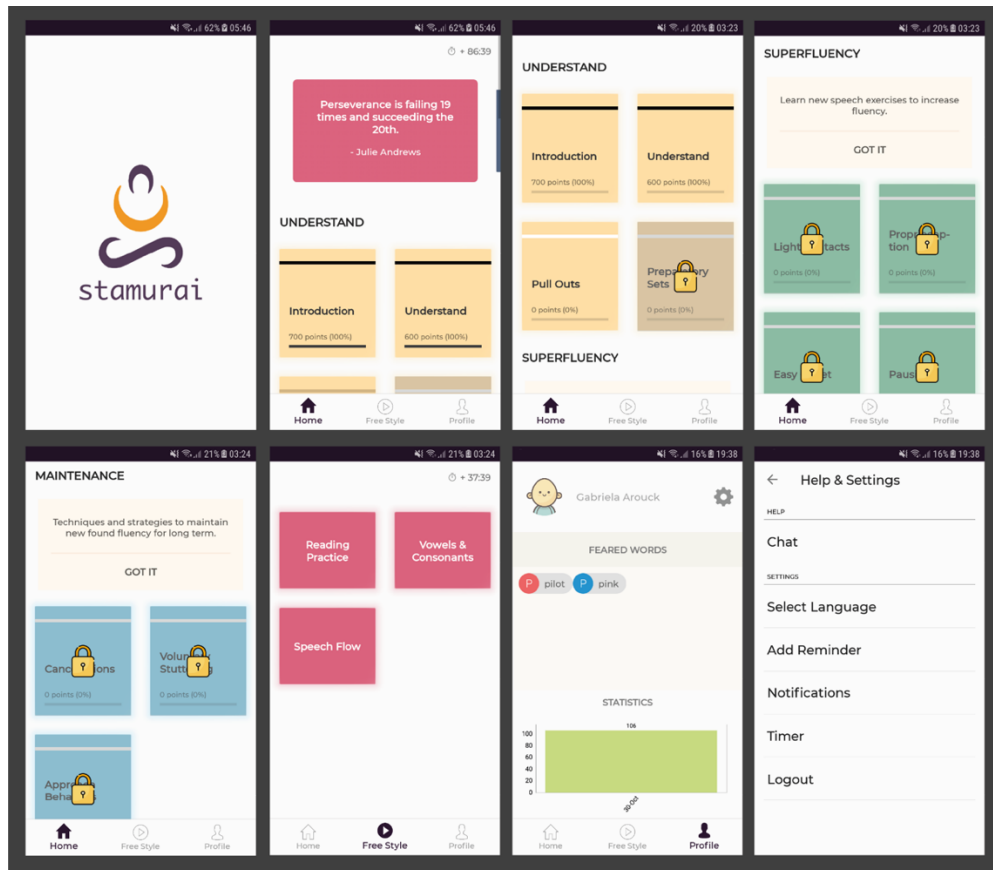 62% 05:46
stamurai
62% 05:46
+ 86:39
Perseverance is failing 19
times and succeeding the
20th.
- Julie Andrews
UNDERSTAND
Introduction
700 points (100%)
Understand
600 points (100%)
Home
Free Style
Profile
20% 03:23
UNDERSTAND
Introduction
700 points (100%)
Understand
600 points (100%)
Pull Outs
0 points (0%)
Sets
0 points (0%)
SUPERFLUENCY
Home
Free Style
Profile
20% 03:23
SUPERFLUENCY
Learn new speech exercises to increase
fluency.
GOT IT
Light
0 points (0%)
0 points (0%)
Easy
Home
Free Style
Profile
21% 03:24
MAINTENANCE
Techniques and strategies to maintain
new found fluency for long term.
GOT IT
0 points (0%)
0 points (0%)
Home
Free Style
Profile
21% 03:24
+ 37:39
Reading
Practice
Vowels &
Consonants
Speech Flow
Home
Free Style
Profile
16% 19:38
Gabriela Arouck
FEARED WORDS
P pilot
P pink
STATISTICS
106
100
80
60
40
20
0
30-Oct
Home
Free Style
Profile
16% 19:38
Help & Settings
HELP
Chat
SETTINGS
Select Language
Add Reminder
Notifications
Timer
Logout